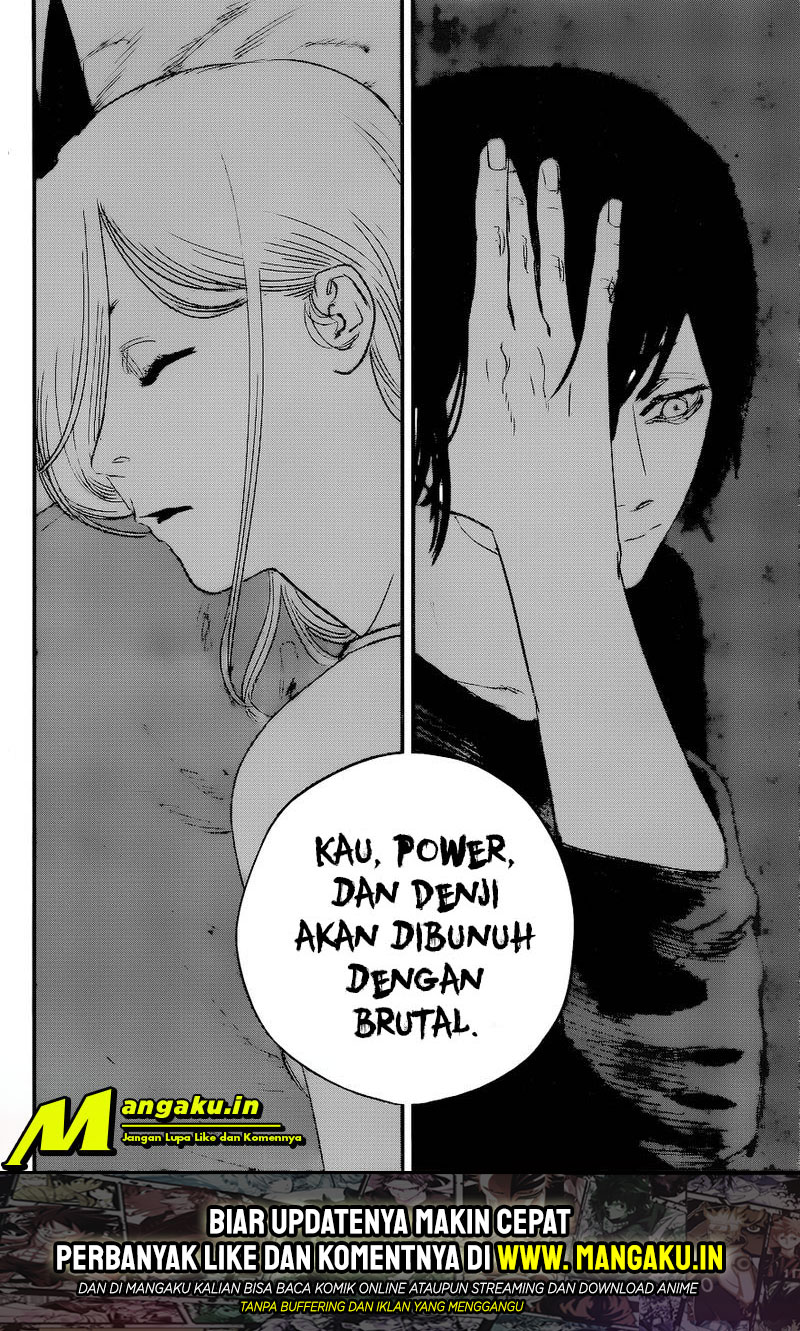 KAU, POWER,
DAN DENJI
AKAN DIBUNUH
DENGAN
BRUTAL.
Mangaku.in
Jangan Lupa Like dan Komennya
BIAR UPDATENYA MAKIN CEPAT
PERBANYAK LIKE DAN KOMENTNYA DI WWW. MANGAKU.IN
DAN DI MANGAKU KALIAN BISA BACA KOMIK ONLINE ATAUPUN STREAMING DAN DOWNLOAD ANIME
TANPA BUFFERING DAN IKLAN YANG MENGGANGU